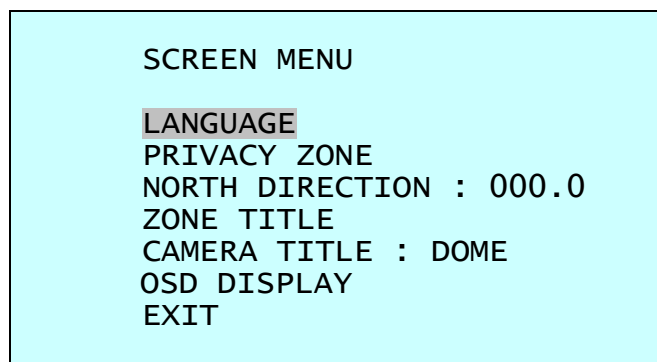 SCREEN MENU
LANGUAGE
PRIVACY ZONE
NORTH DIRECTION : 000.0
ZONE TITLE
CAMERA TITLE : DOME
OSD DISPLAY
EXIT